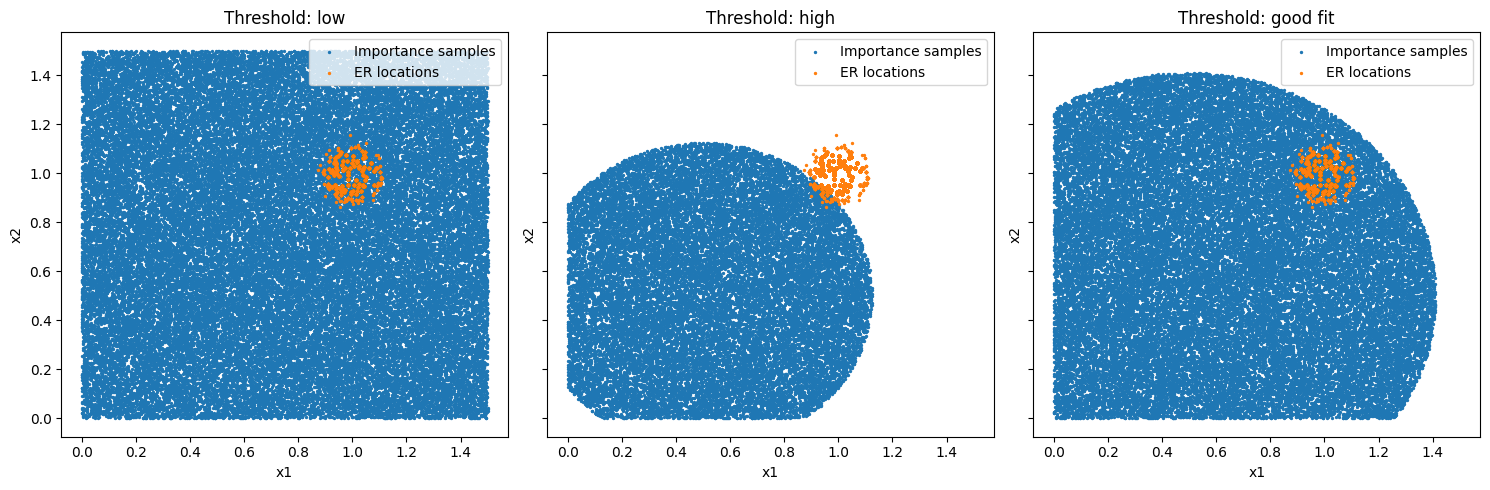 Threshold: low
Importance samples
ER locations
1.4
1.2
1.0
0.8
0.6
0.4
0.2
0.0
x2
0.0 0.2 0.4 0.6 0.8 1.0 1.2 1.4
x1
Threshold: high
Importance samples
ER locations
x2
0.0 0.2 0.4 0.6 0.8 1.0 1.2 1.4
x1
Threshold: good fit
Importance samples
ER locations
x2
0.0 0.2 0.4 0.6 0.8 1.0 1.2 1.4
x1